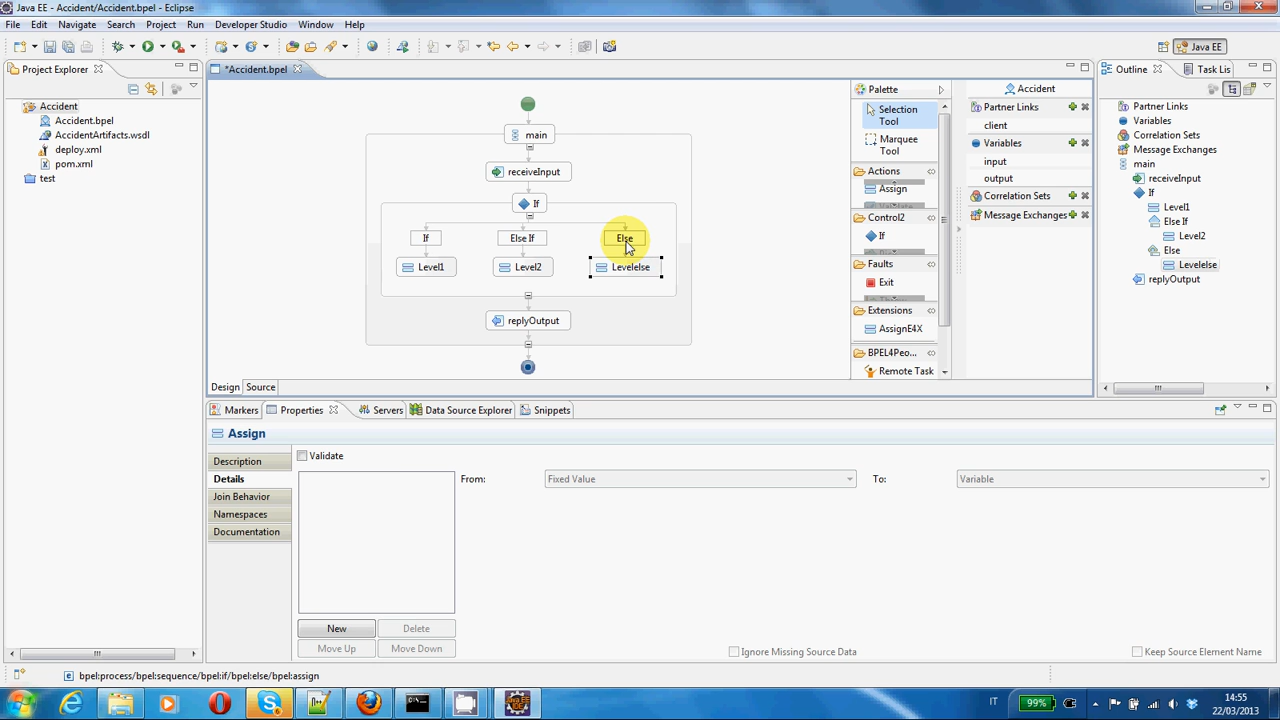 Java EE - Accident/Accident.bpel - Eclipse
File Edit Navigate Search Project Run Developer Studio Window Help
Java EE
Project Explorer
Accident
Accident.bpel
AccidentArtifacts.wsdl
deploy.xml
pom.xml
test
*Accident.bpel
main
receiveInput
If
If Else If Else
Level1 Level2 Levelelse
replyOutput
Design Source
Palette
Selection
Tool
Marquee
Tool
Actions
Assign
Validate
Control2
If
Faults
Exit
Extensions
AssignE4X
BPEL4Peo...
Remote Task
Accident
Partner Links
client
Variables
input
output
Correlation Sets
Message Exchanges
Outline Task Lis
Partner Links
Variables
Correlation Sets
Message Exchanges
main
receiveInput
If
Level1
Else If
Level2
Else
Levelelse
replyOutput
Markers Properties Servers Data Source Explorer Snippets
Assign
Description
Details
Join Behavior
Namespaces
Documentation
Validate
From: Fixed Value To: Variable
New Delete
Move Up Move Down
Ignore Missing Source Data Keep Source Element Name
bpel:process/bpel:sequence/bpel:if/bpel:else/bpel:assign
IT 99% 14:55
22/03/2013